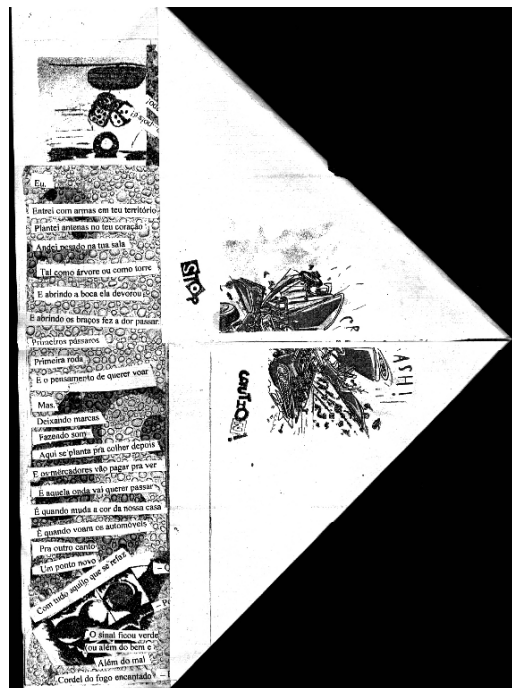 Eu.
Entrei com armas em teu território
Plantei antenas no teu coração
Andei pesado na tua sala
Tal como árvore ou como torre
E abrindo a boca ela devorou
E abrindo os braços fez a dor passar
Primeiros pássaros
Primeira roda
E o pensamento de querer voar
Mas.
Deixando marcas
Fazendo som
Aqui se planta pra colher depois
E os mercadores vão pagar pra ver
E aquela onda vai querer passar
É quando muda a cor da nossa casa
É quando voam os automóveis
Pra outro canto
Um ponto novo
Com tudo aquilo que se refaz
O sinal ficou verde
(ou além do bem e
Além do mal
Cordel do fogo encantado
STOP
CR
ASH!!